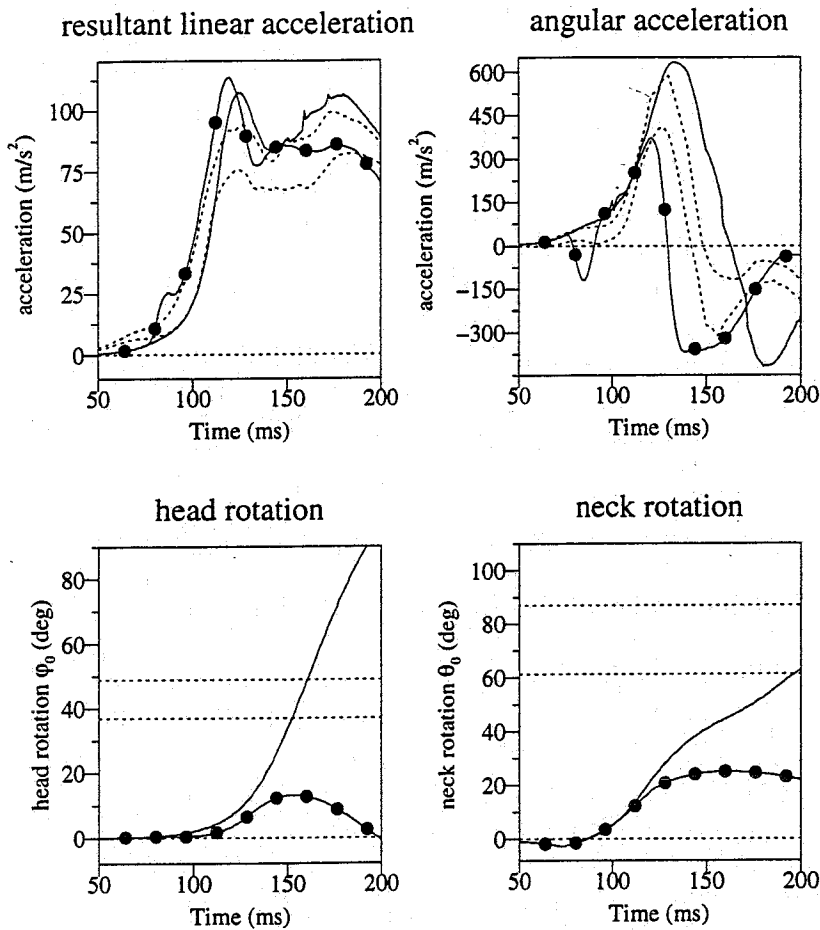 resultant linear acceleration
angular acceleration
acceleration (m/s²)
100
75
50
25
0
50 100 150 200
Time (ms)
acceleration (m/s²)
600
450
300
150
0
−150
−300
50 100 150 200
Time (ms)
head rotation
neck rotation
head rotation φ₀ (deg)
80
60
40
20
0
50 100 150 200
Time (ms)
neck rotation θ₀ (deg)
100
80
60
40
20
0
50 100 150 200
Time (ms)